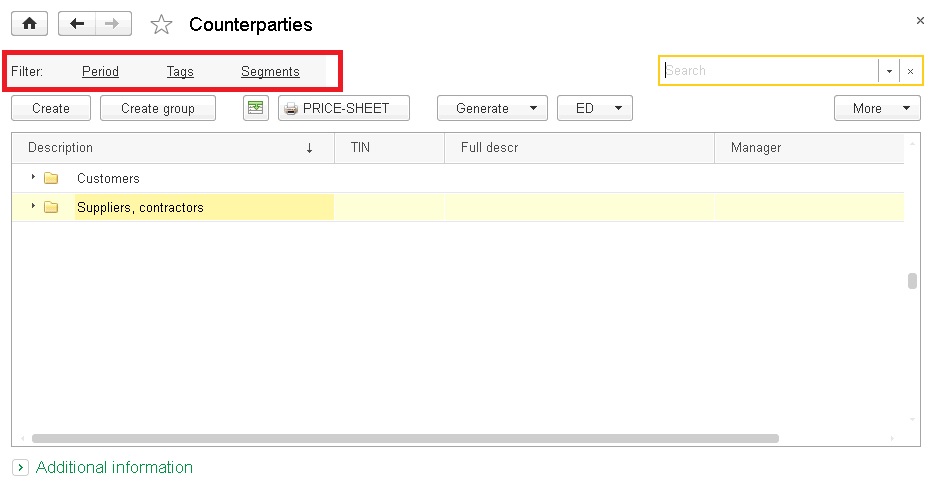 Counterparties
Filter: Period Tags Segments
Search
Create Create group PRICE-SHEET Generate ED More
Description TIN Full descr Manager
Customers
Suppliers, contractors
Additional information